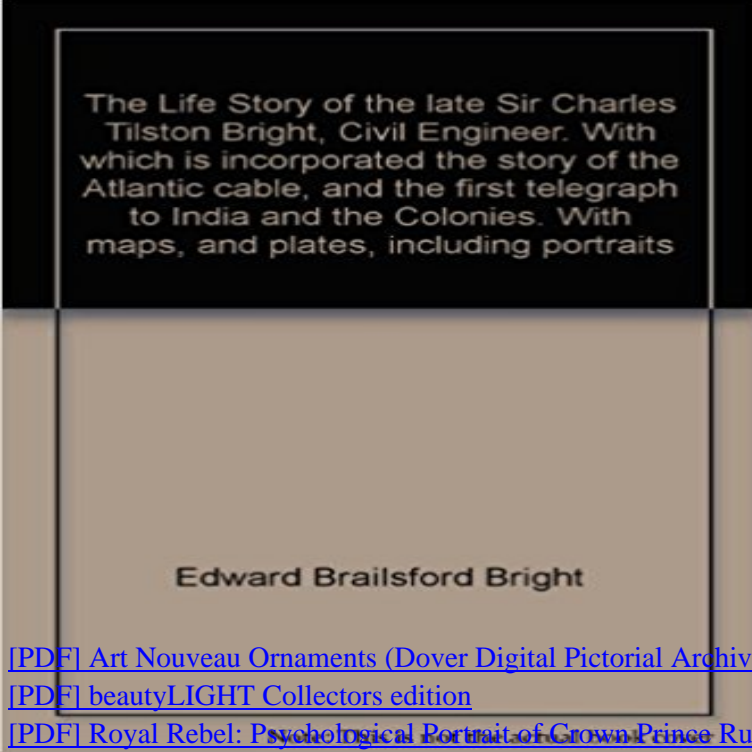 The Life Story of the late Sir Charles
Tilston Bright, Civil Engineer. With
which is incorporated the story of the
Atlantic cable, and the first telegraph
to India and the Colonies. With
maps, and plates, including portraits
Edward Brailsford Bright
[PDF] Art Nouveau Ornaments (Dover Digital Pictorial Archiv
[PDF] beautyLIGHT Collectors edition
[PDF] Royal Rebel: Psychological Portrait of Crown Prince Ru